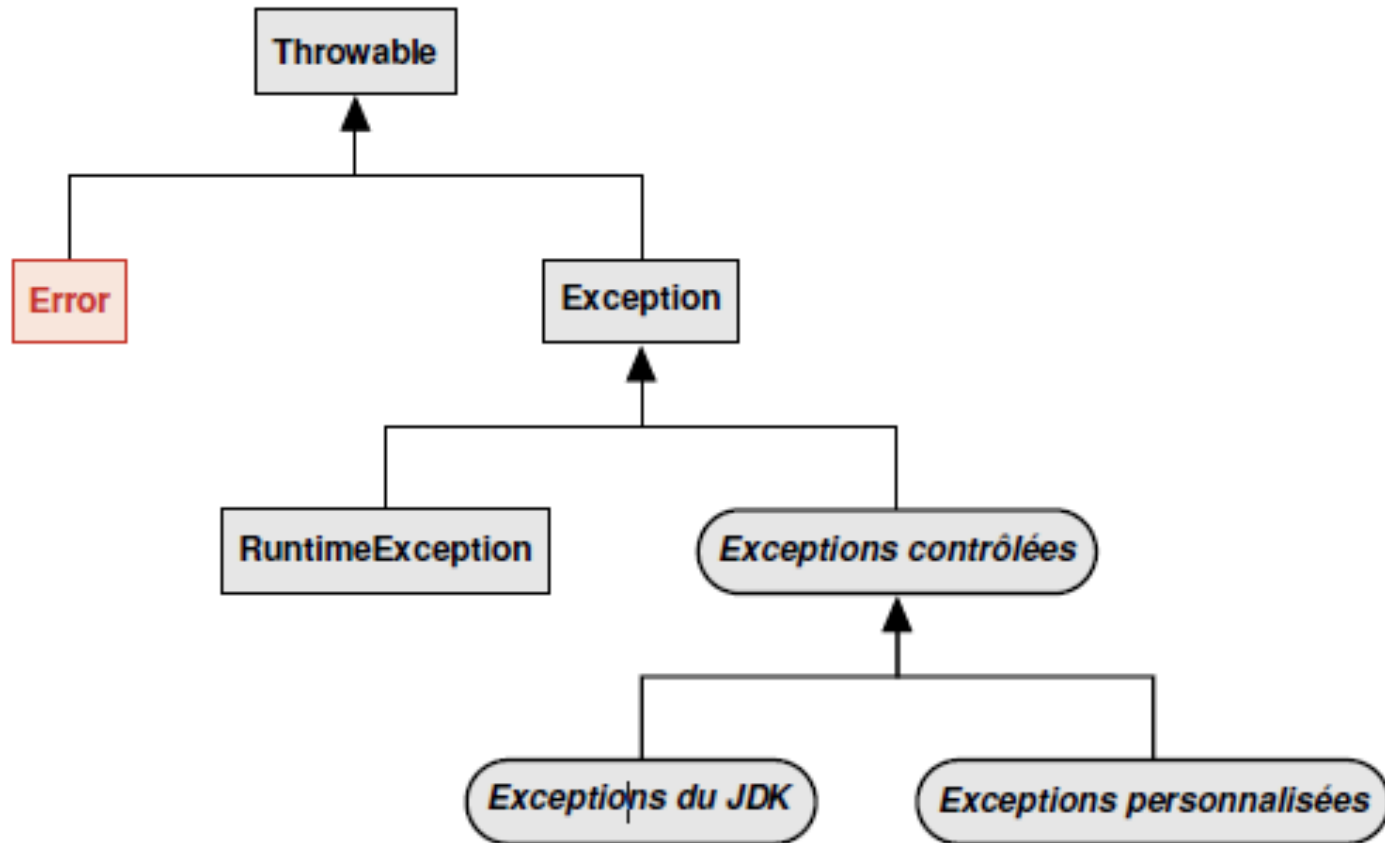 Throwable
Error
Exception
RuntimeException
Exceptions contrôlées
Exceptions du JDK
Exceptions personnalisées